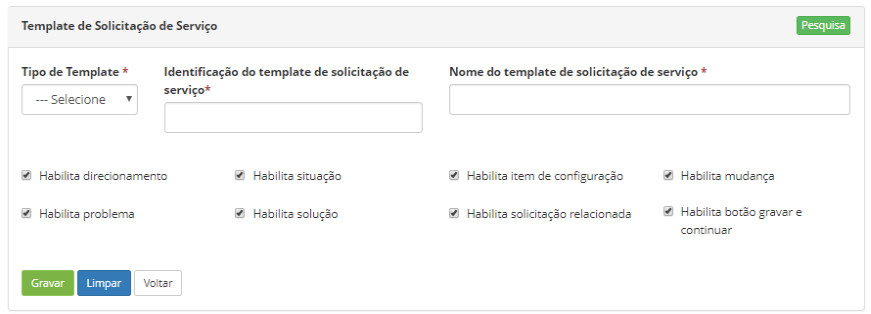 Template de Solicitação de Serviço
Pesquisa
Tipo de Template *
Identificação do template de solicitação de
serviço*
Nome do template de solicitação de serviço *
--- Selecione
Habilita direcionamento
Habilita situação
Habilita item de configuração
Habilita mudança
Habilita problema
Habilita solução
Habilita solicitação relacionada
Habilita botão gravar e
continuar
Gravar
Limpar
Voltar